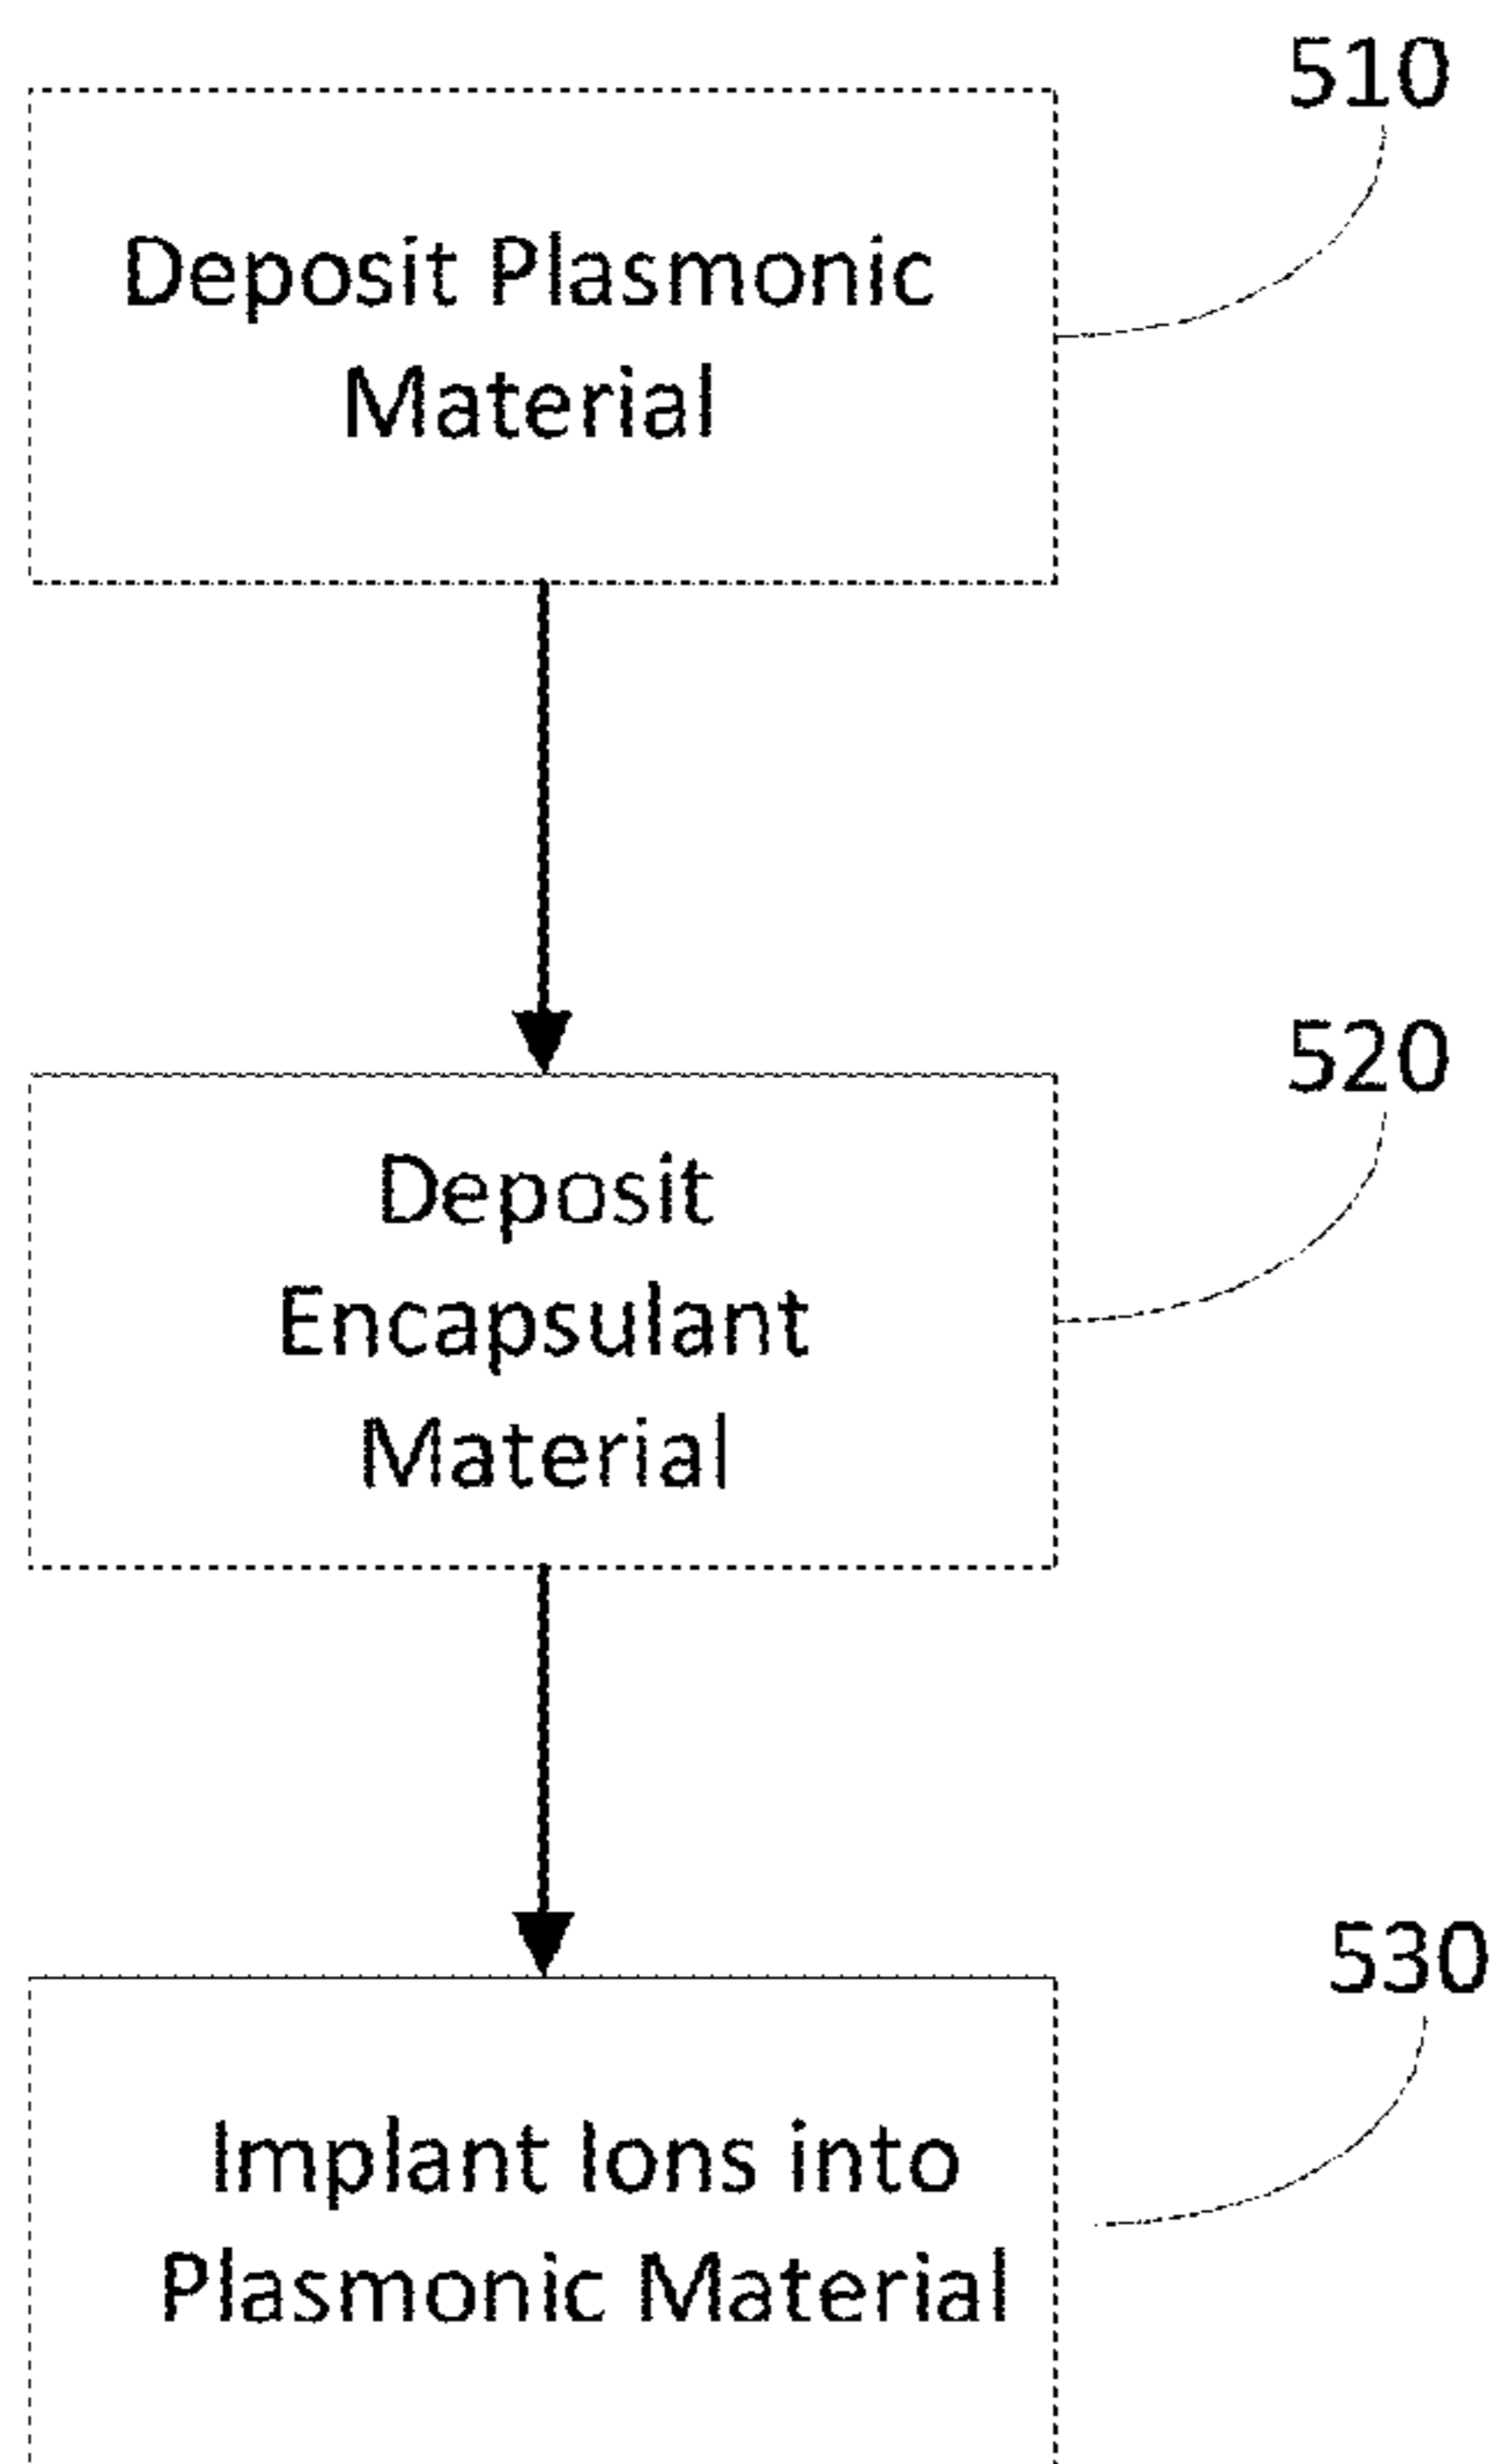 510
Deposit Plasmonic
Material
520
Deposit
Encapsulant
Material
530
Implant Ions into
Plasmonic Material